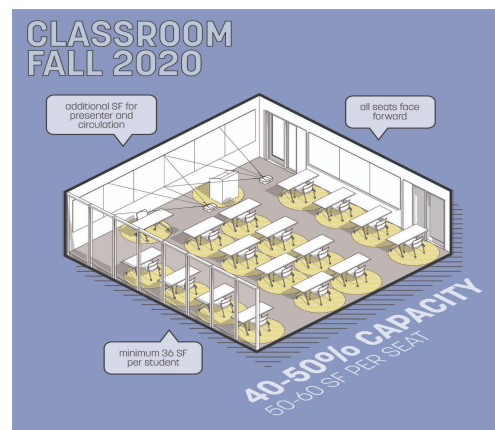 CLASSROOM
FALL 2020
additional SF for
presenter and
circulation
all seats face
forward
minimum 36 SF
per student
40-50% CAPACITY
50-60 SF PER SEAT